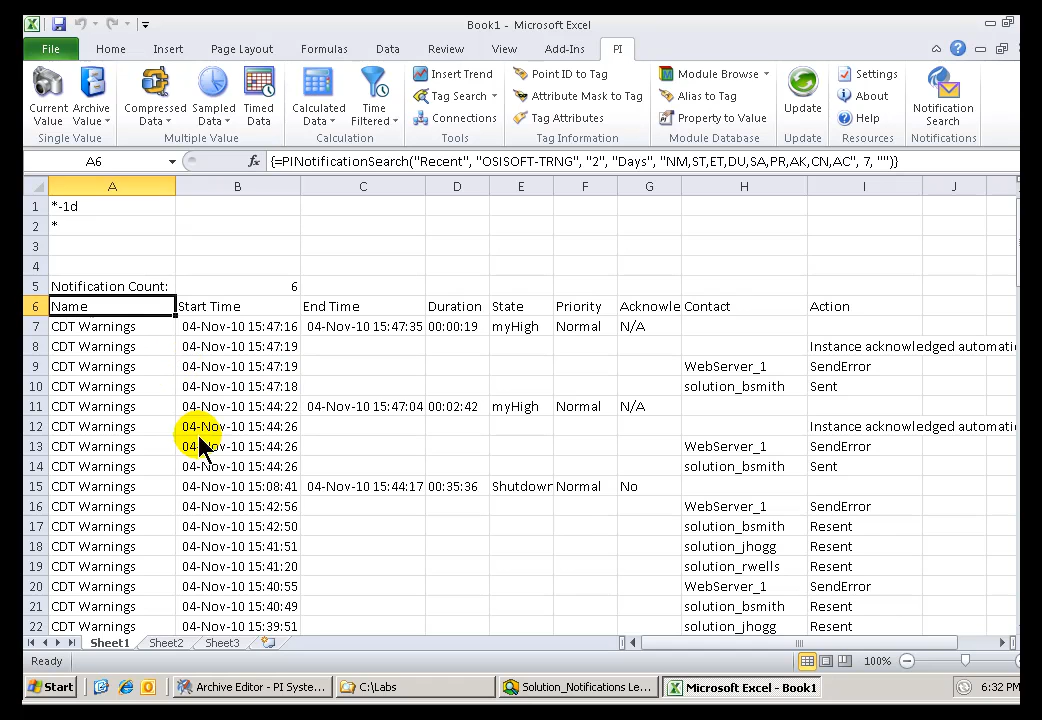 Book1 - Microsoft Excel
File Home Insert Page Layout Formulas Data Review View Add-Ins PI
Current Value Archive Value Compressed Data Sampled Data Timed Data Calculated Data Time Filtered Insert Trend Tag Search Connections Point ID to Tag Attribute Mask to Tag Tag Attributes Module Browse Alias to Tag Property to Value Update Settings About Help Notification Search
Single Value Multiple Value Calculation Tools Tag Information Module Database Update Resources Notifications
A6 fx {=PINotificationSearch("Recent", "OSISOFT-TRNG", "2", "Days", "NM,ST,ET,DU,SA,PR,AK,CN,AC", 7, "")}
A B C D E F G H I J
1 *-1d
2 *
3
4
5 Notification Count: 6
6 Name Start Time End Time Duration State Priority Acknowle Contact Action
7 CDT Warnings 04-Nov-10 15:47:16 04-Nov-10 15:47:35 00:00:19 myHigh Normal N/A
8 CDT Warnings 04-Nov-10 15:47:19 Instance acknowledged automati
9 CDT Warnings 04-Nov-10 15:47:19 WebServer_1 SendError
10 CDT Warnings 04-Nov-10 15:47:18 solution_bsmith Sent
11 CDT Warnings 04-Nov-10 15:44:22 04-Nov-10 15:47:04 00:02:42 myHigh Normal N/A
12 CDT Warnings 04-Nov-10 15:44:26 Instance acknowledged automati
13 CDT Warnings 04-Nov-10 15:44:26 WebServer_1 SendError
14 CDT Warnings 04-Nov-10 15:44:26 solution_bsmith Sent
15 CDT Warnings 04-Nov-10 15:08:41 04-Nov-10 15:44:17 00:35:36 Shutdown Normal No
16 CDT Warnings 04-Nov-10 15:42:56 WebServer_1 SendError
17 CDT Warnings 04-Nov-10 15:42:50 solution_bsmith Resent
18 CDT Warnings 04-Nov-10 15:41:51 solution_jhogg Resent
19 CDT Warnings 04-Nov-10 15:41:20 solution_rwells Resent
20 CDT Warnings 04-Nov-10 15:40:55 WebServer_1 SendError
21 CDT Warnings 04-Nov-10 15:40:49 solution_bsmith Resent
22 CDT Warnings 04-Nov-10 15:39:51 solution_jhogg Resent
Sheet1 Sheet2 Sheet3
Ready 100%
Start Archive Editor - PI Syste... C:\Labs Solution_Notifications Le... Microsoft Excel - Book1 6:32 PM